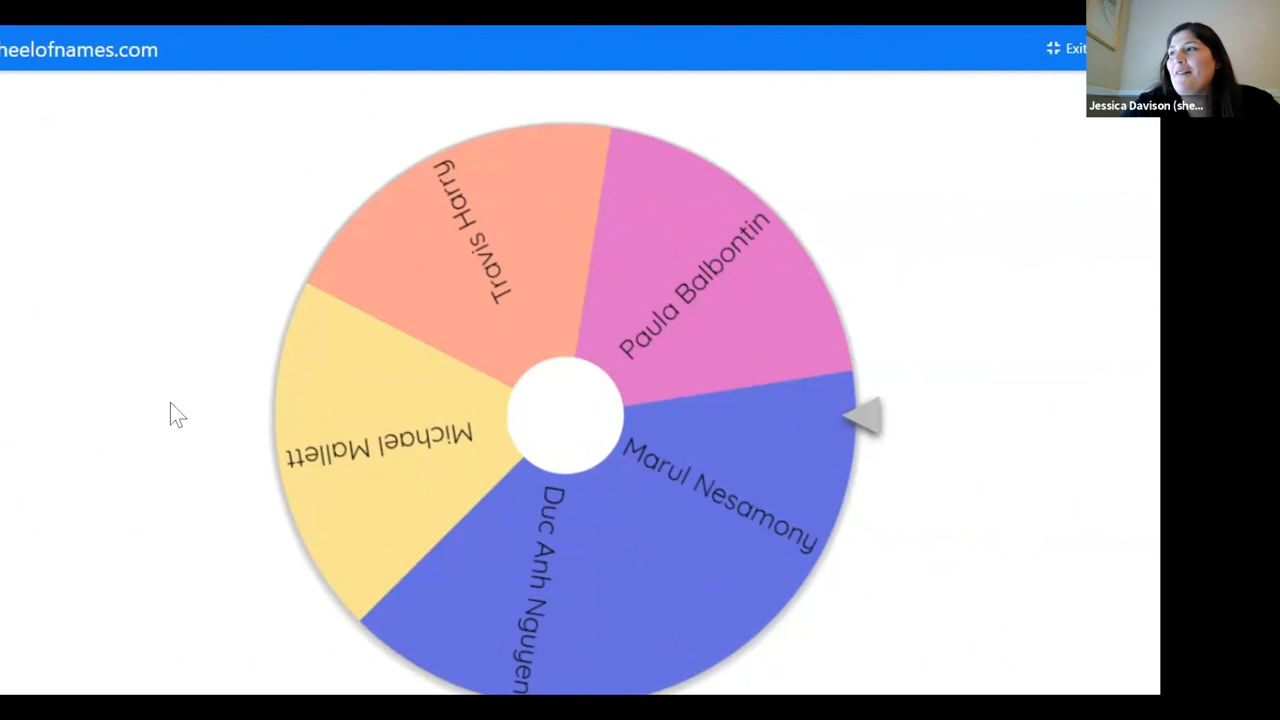 heelofnames.com
Exit
Jessica Davison (she...
Travis Harry
Paula Balbontin
Michael Mallett
Marul Nesamony
Duc Anh Nguyen